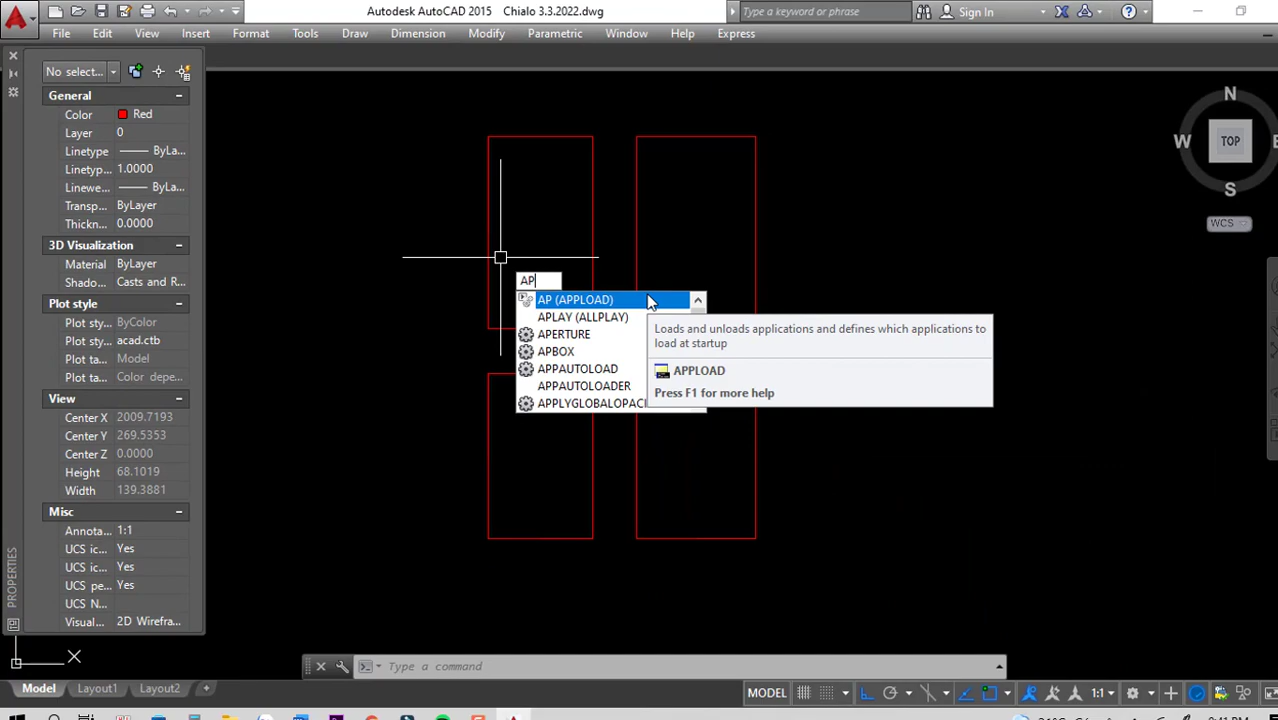 Autodesk AutoCAD 2015 Chialo 3.3.2022.dwg
Type a keyword or phrase
Sign In
File Edit View Insert Format Tools Draw Dimension Modify Parametric Window Help Express
No select...
General
Color Red
Layer 0
Linetype ByLa...
Linetyp... 1.0000
Linewe... ByLa...
Transp... ByLayer
Thickn... 0.0000
3D Visualization
Material ByLayer
Shado... Casts and R...
Plot style
Plot sty... ByColor
Plot sty... acad.ctb
Plot ta... Model
Plot ta... Color depe...
View
Center X 2009.7193
Center Y 269.5353
Center Z 0.0000
Height 68.1019
Width 139.3881
Misc
Annota... 1:1
UCS ic... Yes
UCS ic... Yes
UCS pe... Yes
UCS N...
Visual... 2D Wirefra...
PROPERTIES
AP
AP (APPLOAD)
APLAY (ALLPLAY)
APERTURE
APBOX
APPAUTOLOAD
APPAUTOLOADER
APPLYGLOBALOPACI
Loads and unloads applications and defines which applications to
load at startup
APPLOAD
Press F1 for more help
N
W TOP E
S
WCS
X
Type a command
Model Layout1 Layout2 +
MODEL 1:1